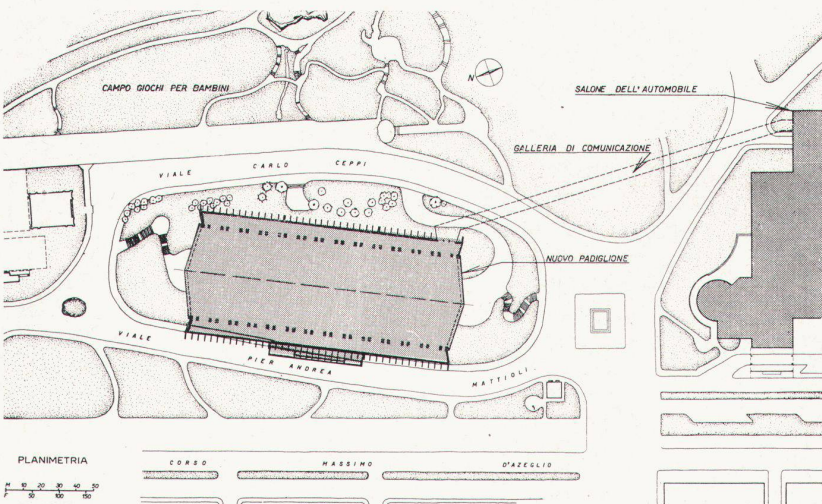 N
SALONE DELL'AUTOMOBILE
CAMPO GIOCHI PER BAMBINI
GALLERIA DI COMUNICAZIONE
VIALE CARLO CEPPI
NUOVO PADIGLIONE
VIALE PIER ANDREA MATTIOLI
PLANIMETRIA
CORSO MASSIMO D'AZEGLIO
M 10 20 30 40 50
F 50 100 150